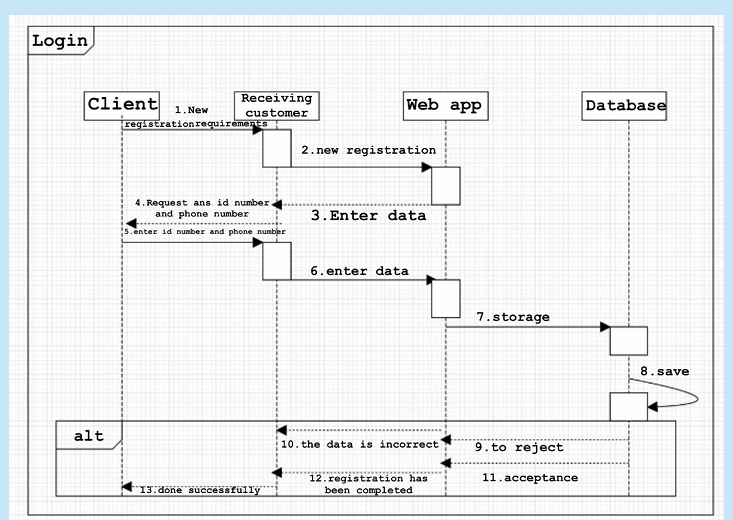 Login
Client
Receiving
customer
Web app
Database
1.New
registrationrequirements
2.new registration
3.Enter data
4.Request ans id number
and phone number
5.enter id number and phone number
6.enter data
7.storage
8.save
alt
9.to reject
10.the data is incorrect
11.acceptance
12.registration has
been completed
13.done successfully